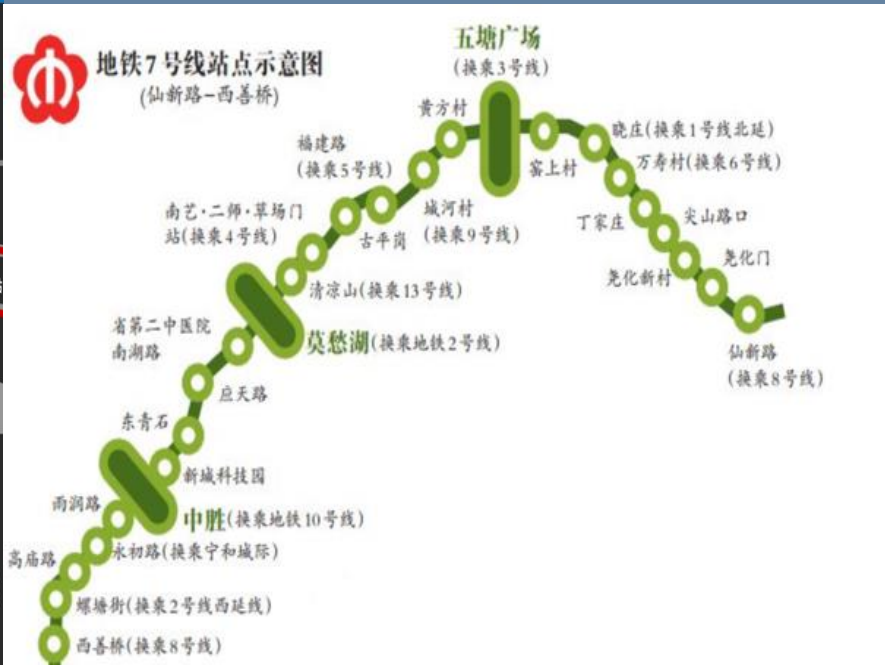 地铁7号线站点示意图
(仙新路-西善桥)
五塘广场
(换乘3号线)
黄方村
福建路
(换乘5号线)
窑上村
晓庄(换乘1号线北延)
万寿村(换乘6号线)
南艺·二师·草场门
站(换乘4号线)
古平岗
城河村
(换乘9号线)
丁家庄
尖山路口
尧化门
尧化新村
清凉山(换乘13号线)
省第二中医院
南湖路
莫愁湖(换乘地铁2号线)
仙新路
(换乘8号线)
应天路
东青石
新城科技园
雨润路
中胜(换乘地铁10号线)
高庙路
永初路(换乘宁和城际)
螺塘街(换乘2号线西延线)
西善桥(换乘8号线)